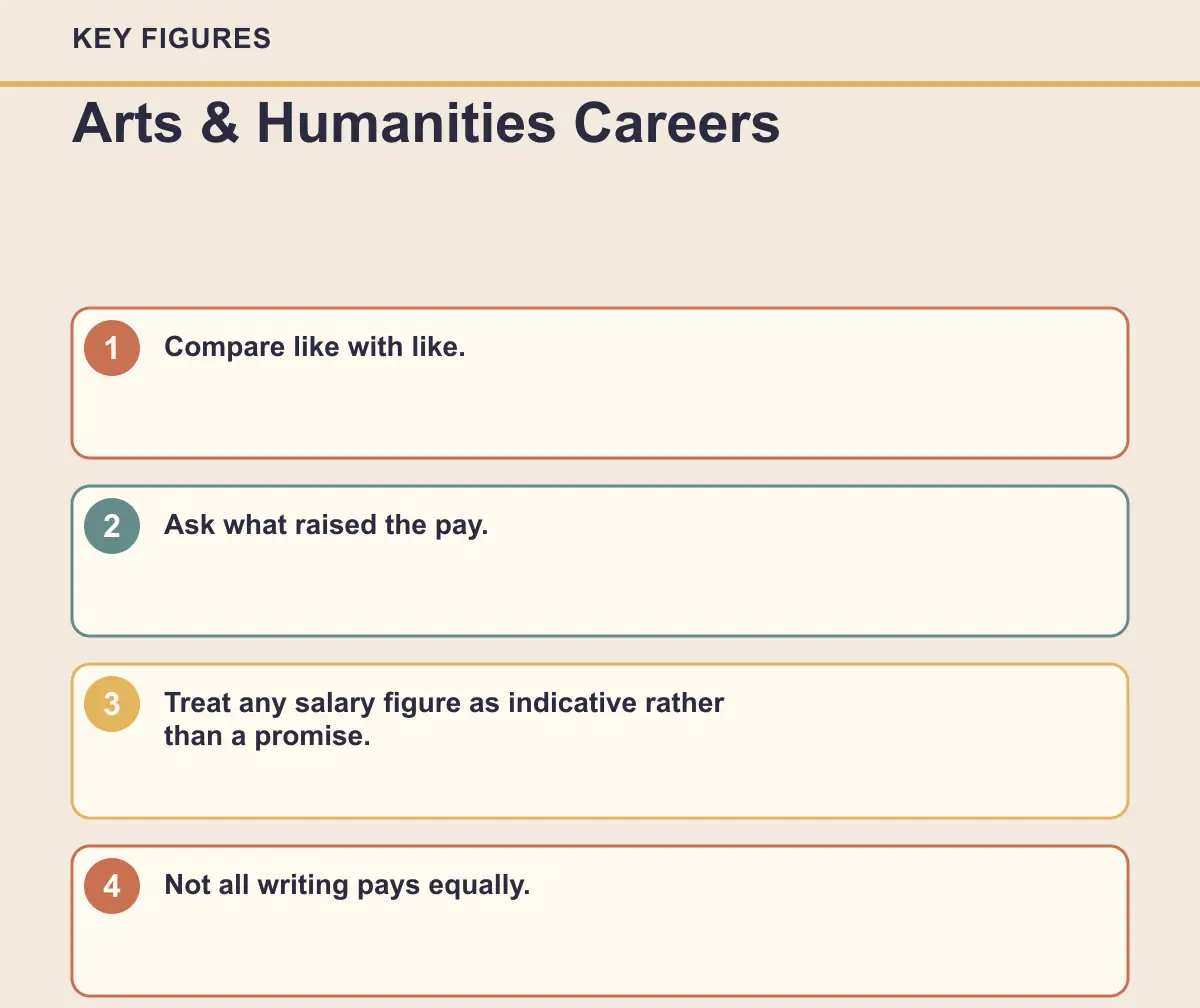 KEY FIGURES
Arts & Humanities Careers
1
Compare like with like.
2
Ask what raised the pay.
3
Treat any salary figure as indicative rather
than a promise.
4
Not all writing pays equally.